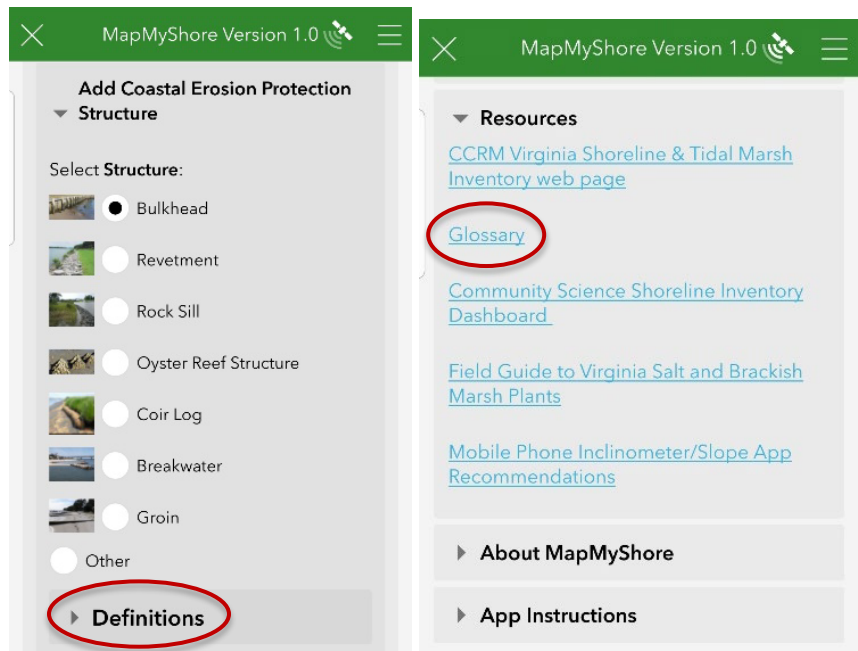 MapMyShore Version 1.0
Add Coastal Erosion Protection
Structure
Select Structure:
Bulkhead
Revetment
Rock Sill
Oyster Reef Structure
Coir Log
Breakwater
Groin
Other
Definitions
MapMyShore Version 1.0
Resources
CCRM Virginia Shoreline & Tidal Marsh
Inventory web page
Glossary
Community Science Shoreline Inventory
Dashboard
Field Guide to Virginia Salt and Brackish
Marsh Plants
Mobile Phone Inclinometer/Slope App
Recommendations
About MapMyShore
App Instructions